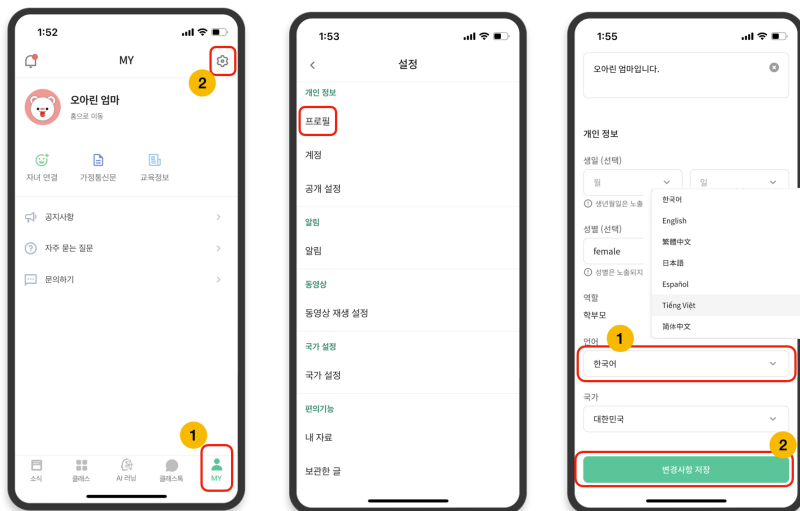 1:52
MY
2
오아린 엄마
홈으로 이동
자녀 연결 가정통신문 교육정보
공지사항
자주 묻는 질문
문의하기
1
소식 클래스 AI 러닝 클래스톡 MY
1:53
설정
개인 정보
프로필
계정
공개 설정
알림
알림
동영상
동영상 재생 설정
국가 설정
국가 설정
편의기능
내 자료
보관한 글
1:55
오아린 엄마입니다.
개인 정보
생일 (선택)
월 일
생년월일은 노출
성별 (선택)
female
성별은 노출되지
한국어
English
繁體中文
日本語
Español
Tiếng Việt
简体中文
역할
학부모
언어
1
한국어
국가
대한민국
2
변경사항 저장